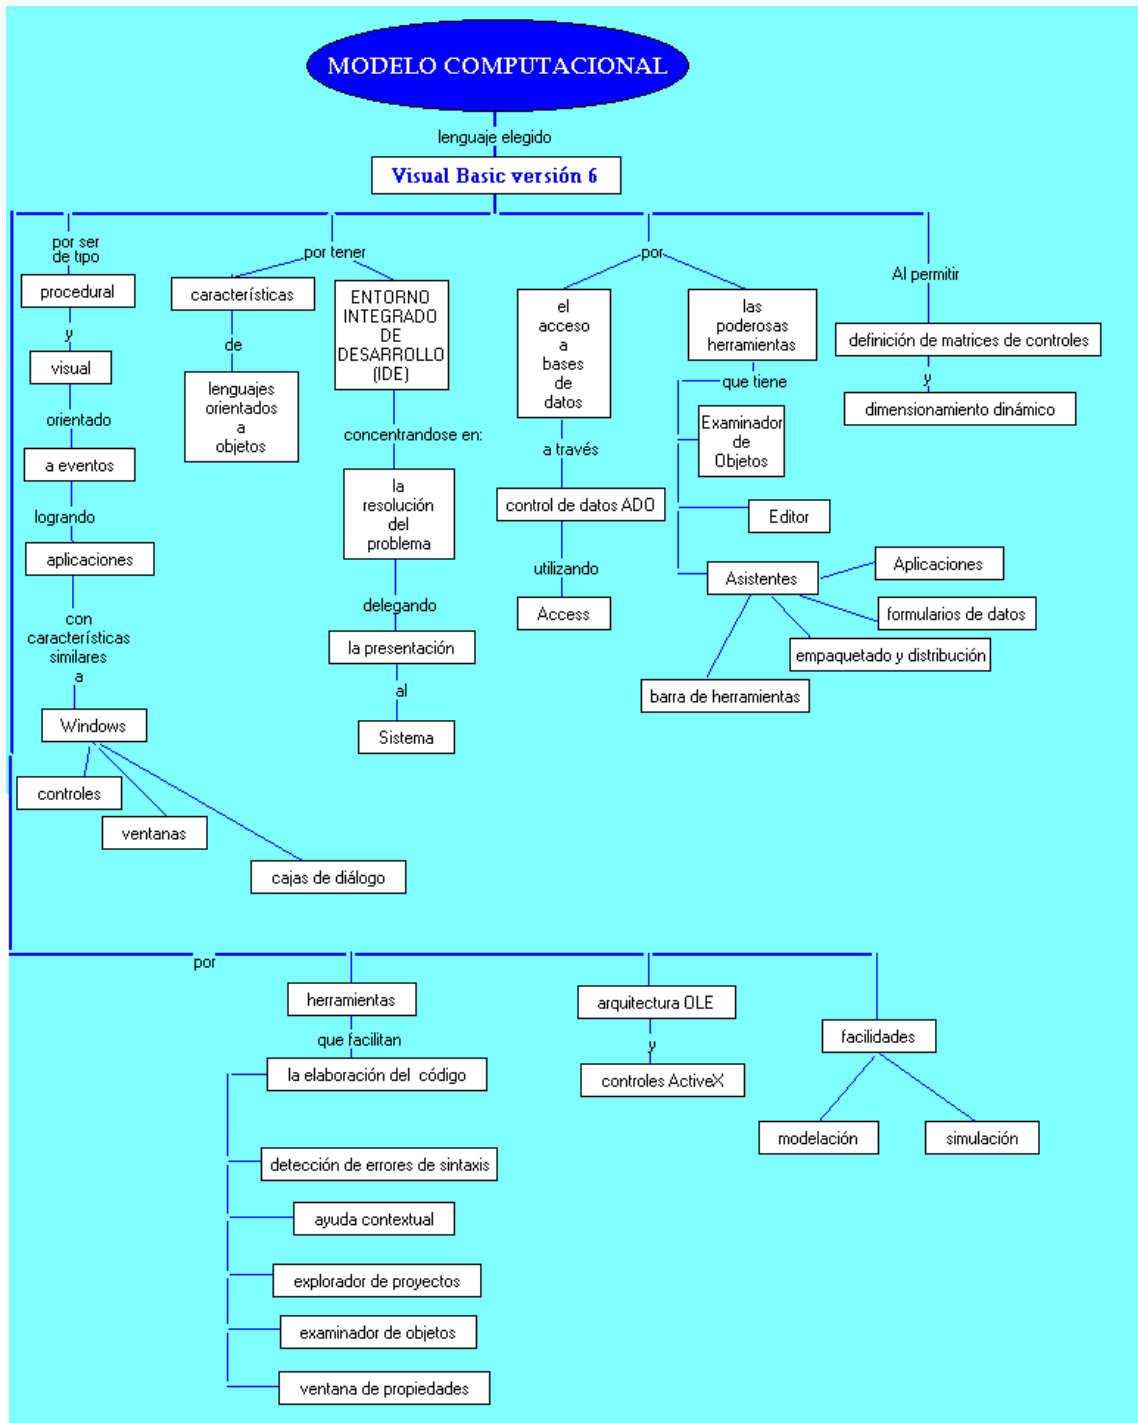 MODELO COMPUTACIONAL
lenguaje elegido
Visual Basic versión 6
por ser
de tipo
procedural
y
visual
orientado
a eventos
logrando
aplicaciones
con
características
similares
a
Windows
controles
ventanas
cajas de diálogo
por tener
características
de
lenguajes
orientados
a
objetos
ENTORNO
INTEGRADO
DE
DESARROLLO
(IDE)
concentrandose en:
la
resolución
del
problema
delegando
la presentación
al
Sistema
por
el
acceso
a
bases
de
datos
a través
control de datos ADO
utilizando
Access
las
poderosas
herramientas
que tiene
Examinador
de
Objetos
Editor
Asistentes
Aplicaciones
formularios de datos
empaquetado y distribución
barra de herramientas
Al permitir
definición de matrices de controles
y
dimensionamiento dinámico
por
herramientas
que facilitan
la elaboración del código
detección de errores de sintaxis
ayuda contextual
explorador de proyectos
examinador de objetos
ventana de propiedades
arquitectura OLE
y
controles ActiveX
facilidades
modelación
simulación